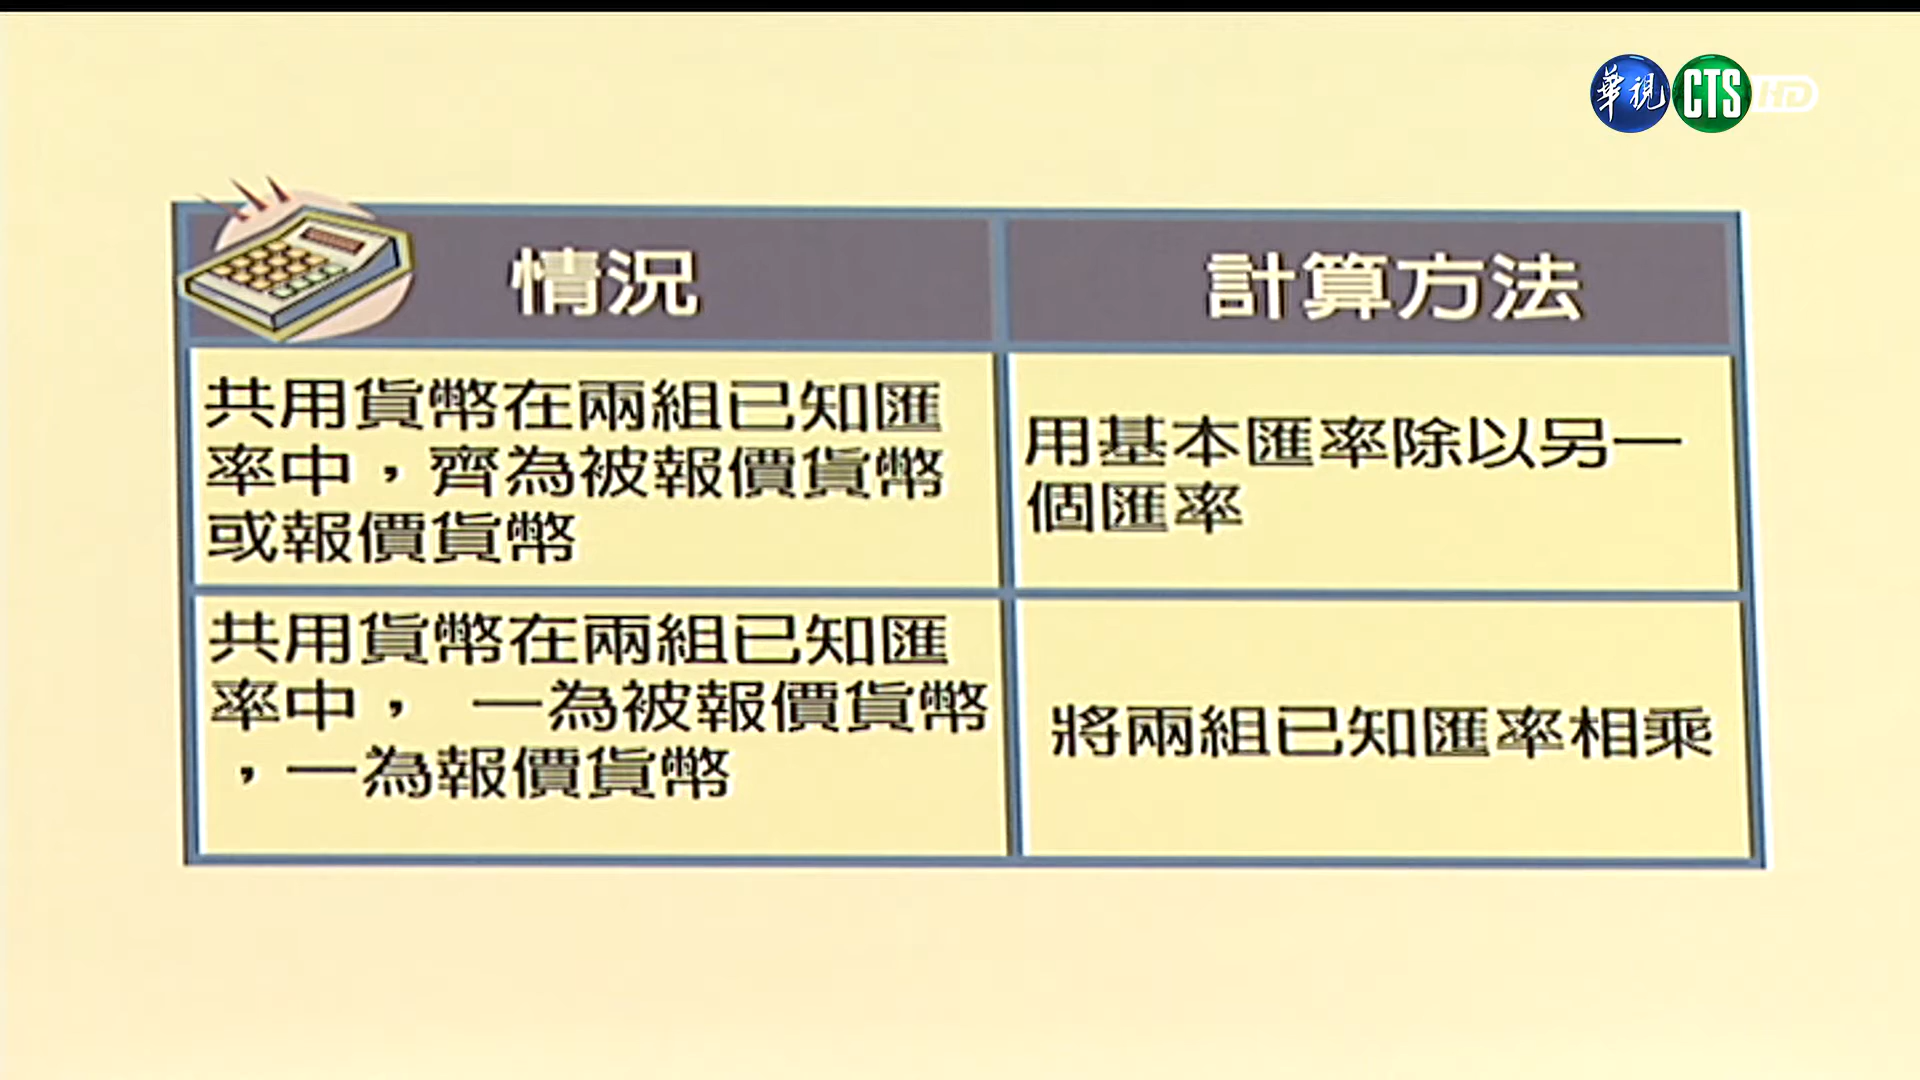 華視 CTS HD
情況
計算方法
共用貨幣在兩組已知匯
率中，齊為被報價貨幣
或報價貨幣
用基本匯率除以另一
個匯率
共用貨幣在兩組已知匯
率中， 一為被報價貨幣
，一為報價貨幣
將兩組已知匯率相乘